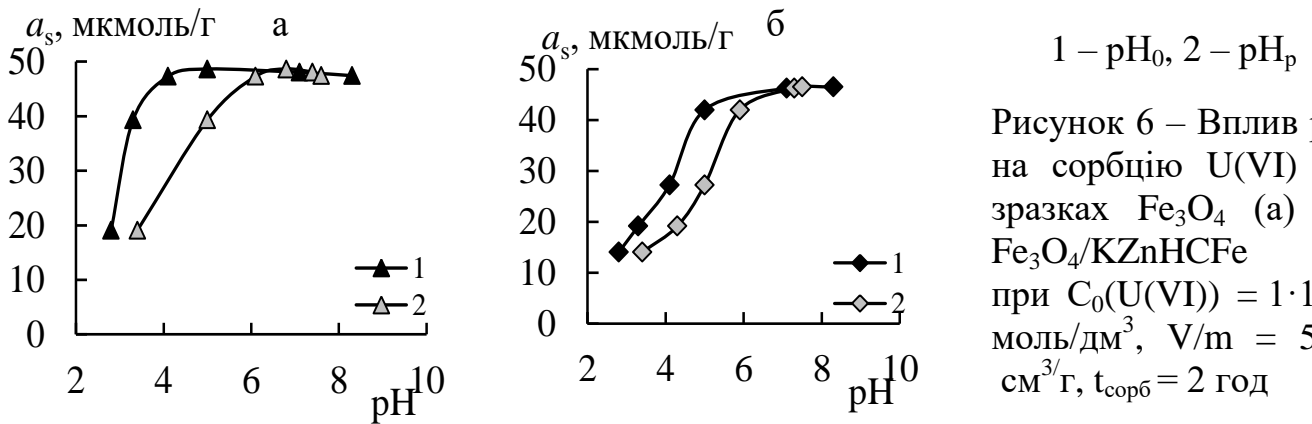 aₛ, мкмоль/г а
50
40
30
20
10
0
2 4 6 8 10
pH
1
2
aₛ, мкмоль/г б
50
40
30
20
10
0
2 4 6 8 10
pH
1
2
1 – pH₀, 2 – pHₚ
Рисунок 6 – Вплив
на сорбцію U(VI)
зразках Fe₃O₄ (а)
Fe₃O₄/KZnHCFe
при C₀(U(VI)) = 1·1
моль/дм³, V/m = 5
см³/г, tсорб = 2 год